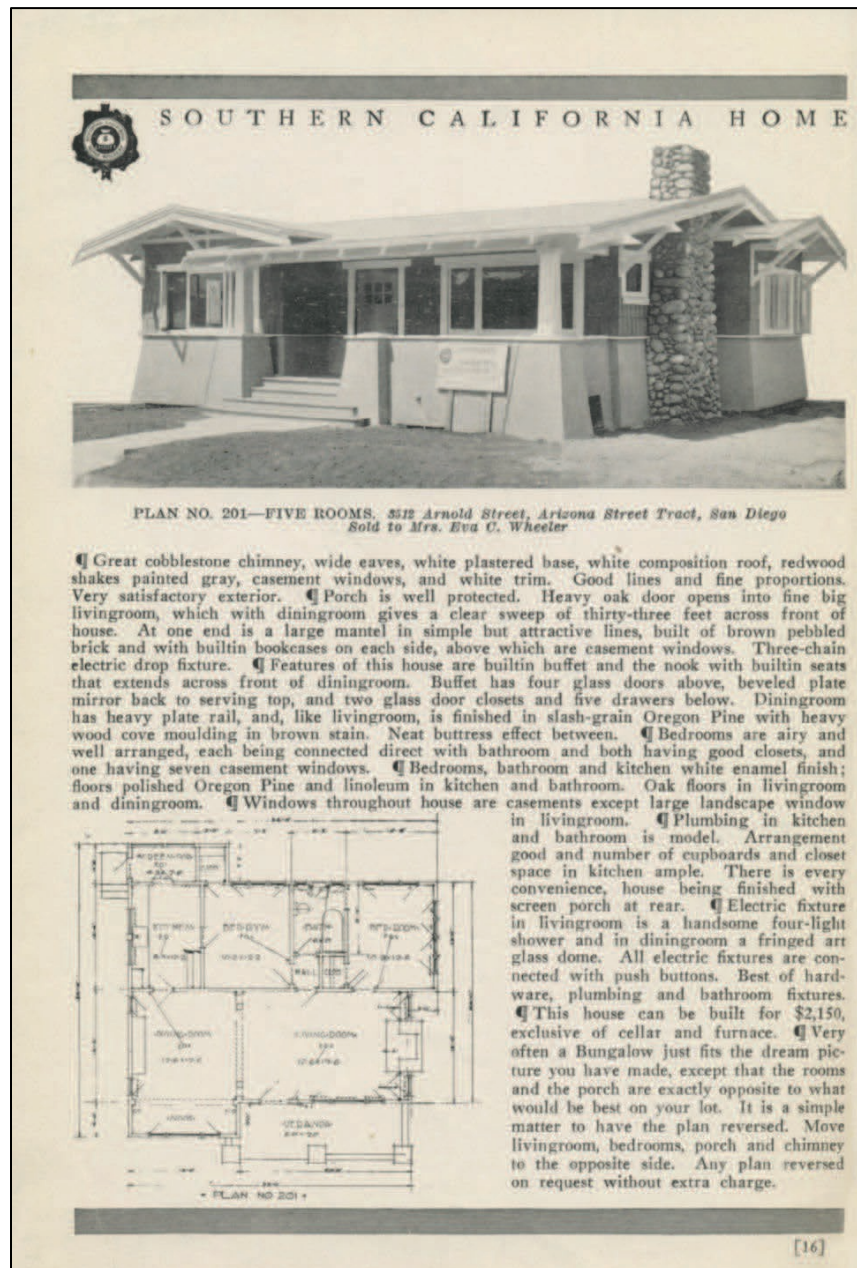 SOUTHERN CALIFORNIA HOME
PLAN NO. 201—FIVE ROOMS. 3512 Arnold Street, Arizona Street Tract, San Diego
Sold to Mrs. Eva C. Wheeler
¶ Great cobblestone chimney, wide eaves, white plastered base, white composition roof, redwood
shakes painted gray, casement windows, and white trim. Good lines and fine proportions.
Very satisfactory exterior. ¶ Porch is well protected. Heavy oak door opens into fine big
livingroom, which with diningroom gives a clear sweep of thirty-three feet across front of
house. At one end is a large mantel in simple but attractive lines, built of brown pebbled
brick and with builtin bookcases on each side, above which are casement windows. Three-chain
electric drop fixture. ¶ Features of this house are builtin buffet and the nook with builtin seats
that extends across front of diningroom. Buffet has four glass doors above, beveled plate
mirror back to serving top, and two glass door closets and five drawers below. Diningroom
has heavy plate rail, and, like livingroom, is finished in slash-grain Oregon Pine with heavy
wood cove moulding in brown stain. Neat buttress effect between. ¶ Bedrooms are airy and
well arranged, each being connected direct with bathroom and both having good closets, and
one having seven casement windows. ¶ Bedrooms, bathroom and kitchen white enamel finish;
floors polished Oregon Pine and linoleum in kitchen and bathroom. Oak floors in livingroom
and diningroom. ¶ Windows throughout house are casements except large landscape window
in livingroom. ¶ Plumbing in kitchen
and bathroom is model. Arrangement
good and number of cupboards and closet
space in kitchen ample. There is every
convenience, house being finished with
screen porch at rear. ¶ Electric fixture
in livingroom is a handsome four-light
shower and in diningroom a fringed art
glass dome. All electric fixtures are con-
nected with push buttons. Best of hard-
ware, plumbing and bathroom fixtures.
¶ This house can be built for $2,150,
exclusive of cellar and furnace. ¶ Very
often a Bungalow just fits the dream pic-
ture you have made, except that the rooms
and the porch are exactly opposite to what
would be best on your lot. It is a simple
matter to have the plan reversed. Move
livingroom, bedrooms, porch and chimney
to the opposite side. Any plan reversed
on request without extra charge.
BED ROOM
BATH
BED ROOM
HALL
VERANDA
PLAN NO 201
[16]